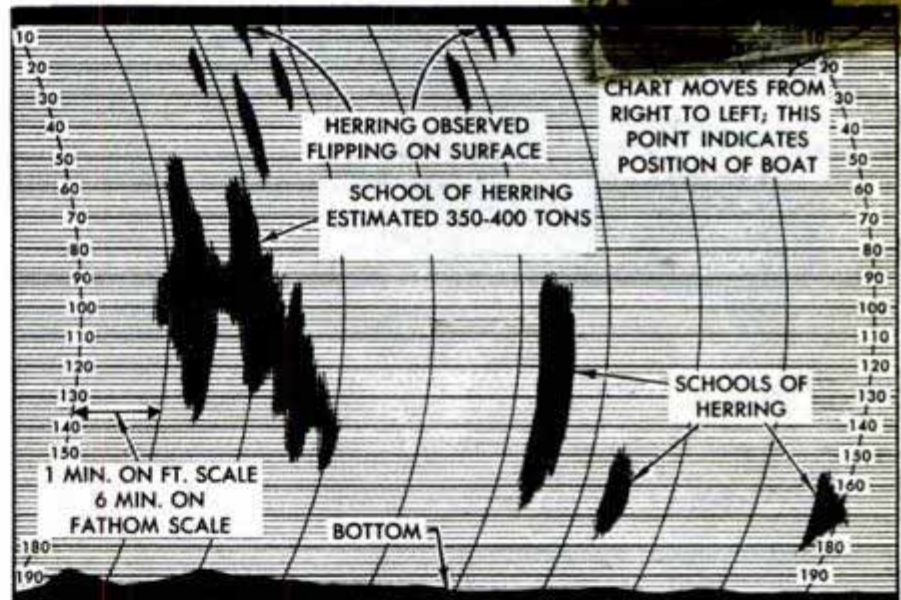 10
20
30
40
50
60
70
80
90
100
110
120
130
140
150
180
190
HERRING OBSERVED
FLIPPING ON SURFACE
SCHOOL OF HERRING
ESTIMATED 350-400 TONS
CHART MOVES FROM
RIGHT TO LEFT; THIS
POINT INDICATES
POSITION OF BOAT
SCHOOLS OF
HERRING
1 MIN. ON FT. SCALE
6 MIN. ON
FATHOM SCALE
BOTTOM
10
20
30
40
50
60
70
80
90
100
110
120
130
140
150
160
180
190